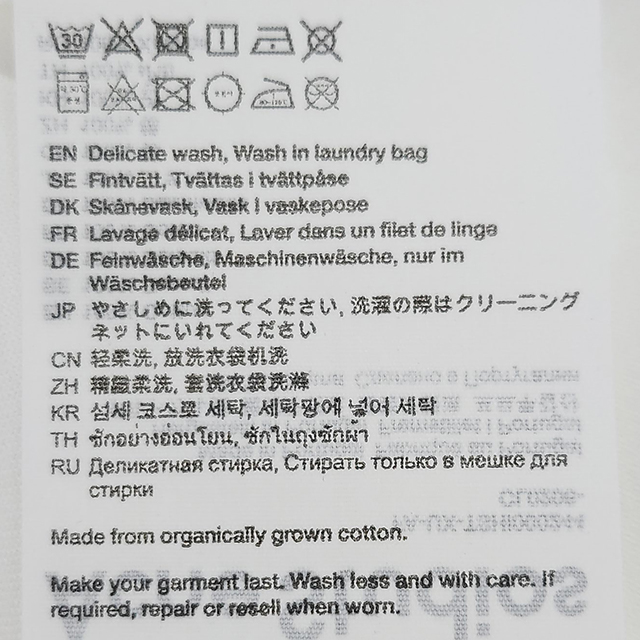 30
EN Delicate wash, Wash in laundry bag
SE Fintvätt, Tvättas i tvättpåse
DK Skånevask, Vask i vaskepose
FR Lavage délicat, Laver dans un filet de linge
DE Feinwäsche, Maschinenwäsche, nur im
Wäschebeutel
JP やさしめに洗ってください, 洗濯の際はクリーニング
ネットにいれてください
CN 轻柔洗, 放洗衣袋机洗
ZH 精緻柔洗, 套洗衣袋洗滌
KR 섬세 코스로 세탁, 세탁망에 넣어 세탁
TH ซักอย่างอ่อนโยน, ซักในถุงซักผ้า
RU Деликатная стирка, Стирать только в мешке для
стирки
Made from organically grown cotton.
Make your garment last. Wash less and with care. If
required, repair or resell when worn.